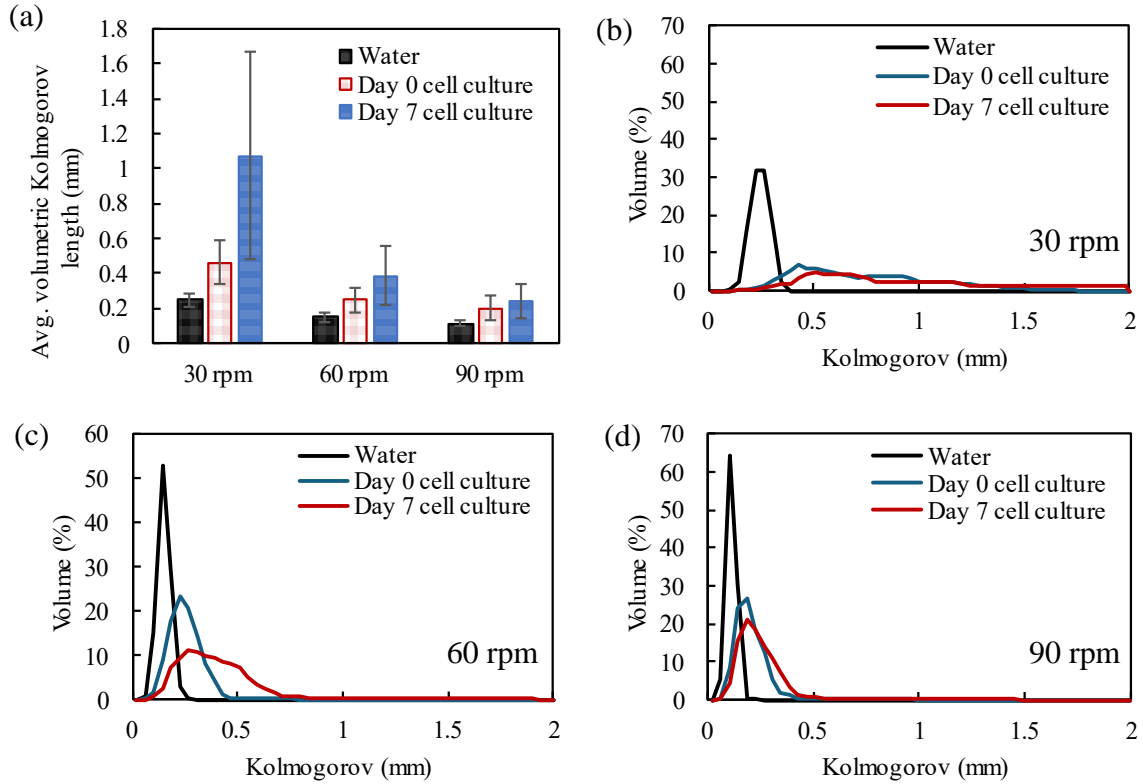 (a)
Avg. volumetric Kolmogorov
length (mm)
1.8
1.6
1.4
1.2
1
0.8
0.6
0.4
0.2
0
Water
Day 0 cell culture
Day 7 cell culture
30 rpm
60 rpm
90 rpm
(b)
Volume (%)
70
60
50
40
30
20
10
0
Water
Day 0 cell culture
Day 7 cell culture
30 rpm
0
0.5
1
1.5
2
Kolmogorov (mm)
(c)
Volume (%)
60
50
40
30
20
10
0
Water
Day 0 cell culture
Day 7 cell culture
60 rpm
0
0.5
1
1.5
2
Kolmogorov (mm)
(d)
Volume (%)
70
60
50
40
30
20
10
0
Water
Day 0 cell culture
Day 7 cell culture
90 rpm
0
0.5
1
1.5
2
Kolmogorov (mm)